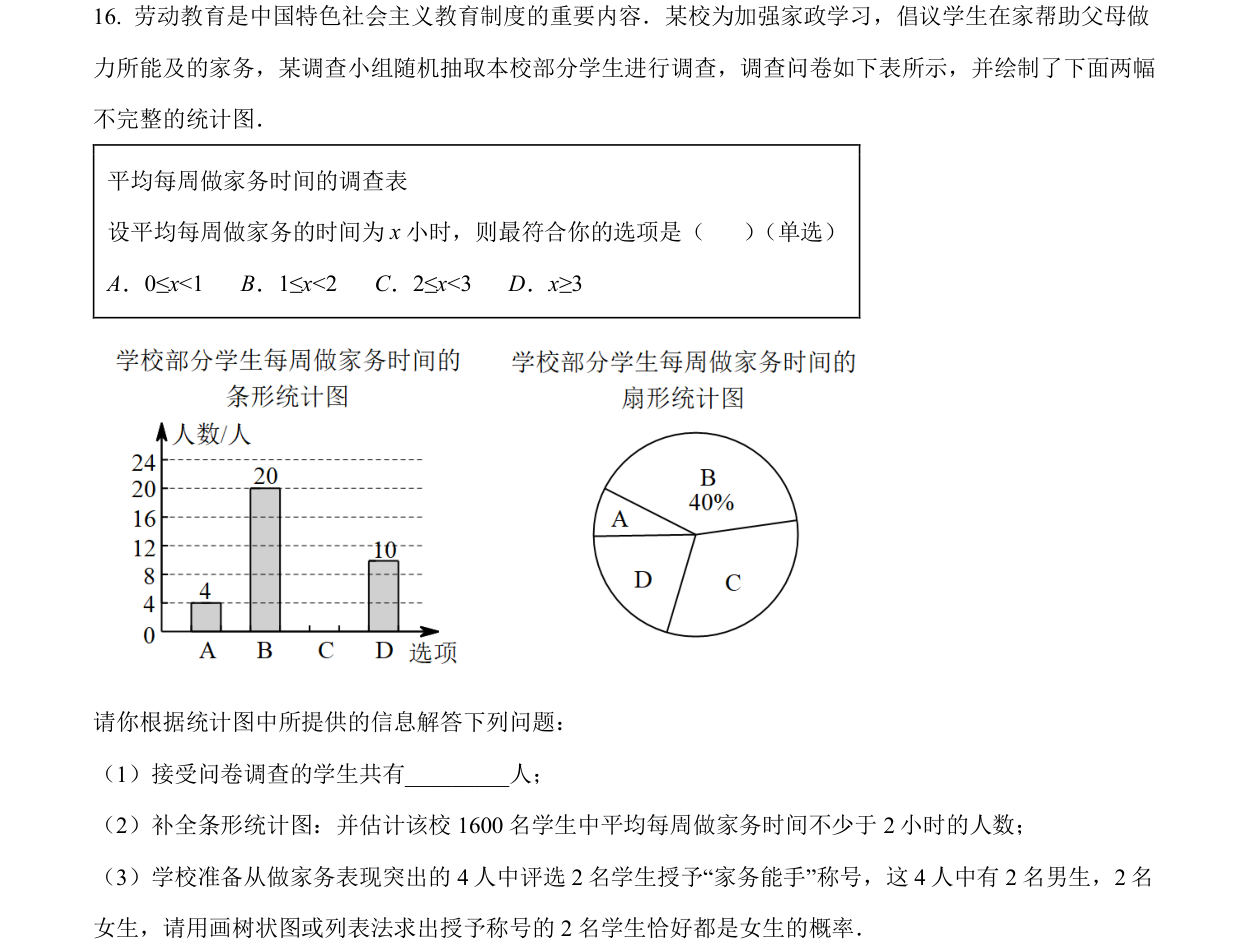 16. 劳动教育是中国特色社会主义教育制度的重要内容．某校为加强家政学习，倡议学生在家帮助父母做
力所能及的家务，某调查小组随机抽取本校部分学生进行调查，调查问卷如下表所示，并绘制了下面两幅
不完整的统计图．
平均每周做家务时间的调查表
设平均每周做家务的时间为 x 小时，则最符合你的选项是（　　）（单选）
A．0≤x<1　B．1≤x<2　C．2≤x<3　D．x≥3
学校部分学生每周做家务时间的
条形统计图
人数/人
24
20
16
12
8
4
0
4
20
10
A B C D 选项
学校部分学生每周做家务时间的
扇形统计图
B
40%
A
D
C
请你根据统计图中所提供的信息解答下列问题：
（1）接受问卷调查的学生共有_________人；
（2）补全条形统计图：并估计该校 1600 名学生中平均每周做家务时间不少于 2 小时的人数；
（3）学校准备从做家务表现突出的 4 人中评选 2 名学生授予“家务能手”称号，这 4 人中有 2 名男生，2 名
女生，请用画树状图或列表法求出授予称号的 2 名学生恰好都是女生的概率．